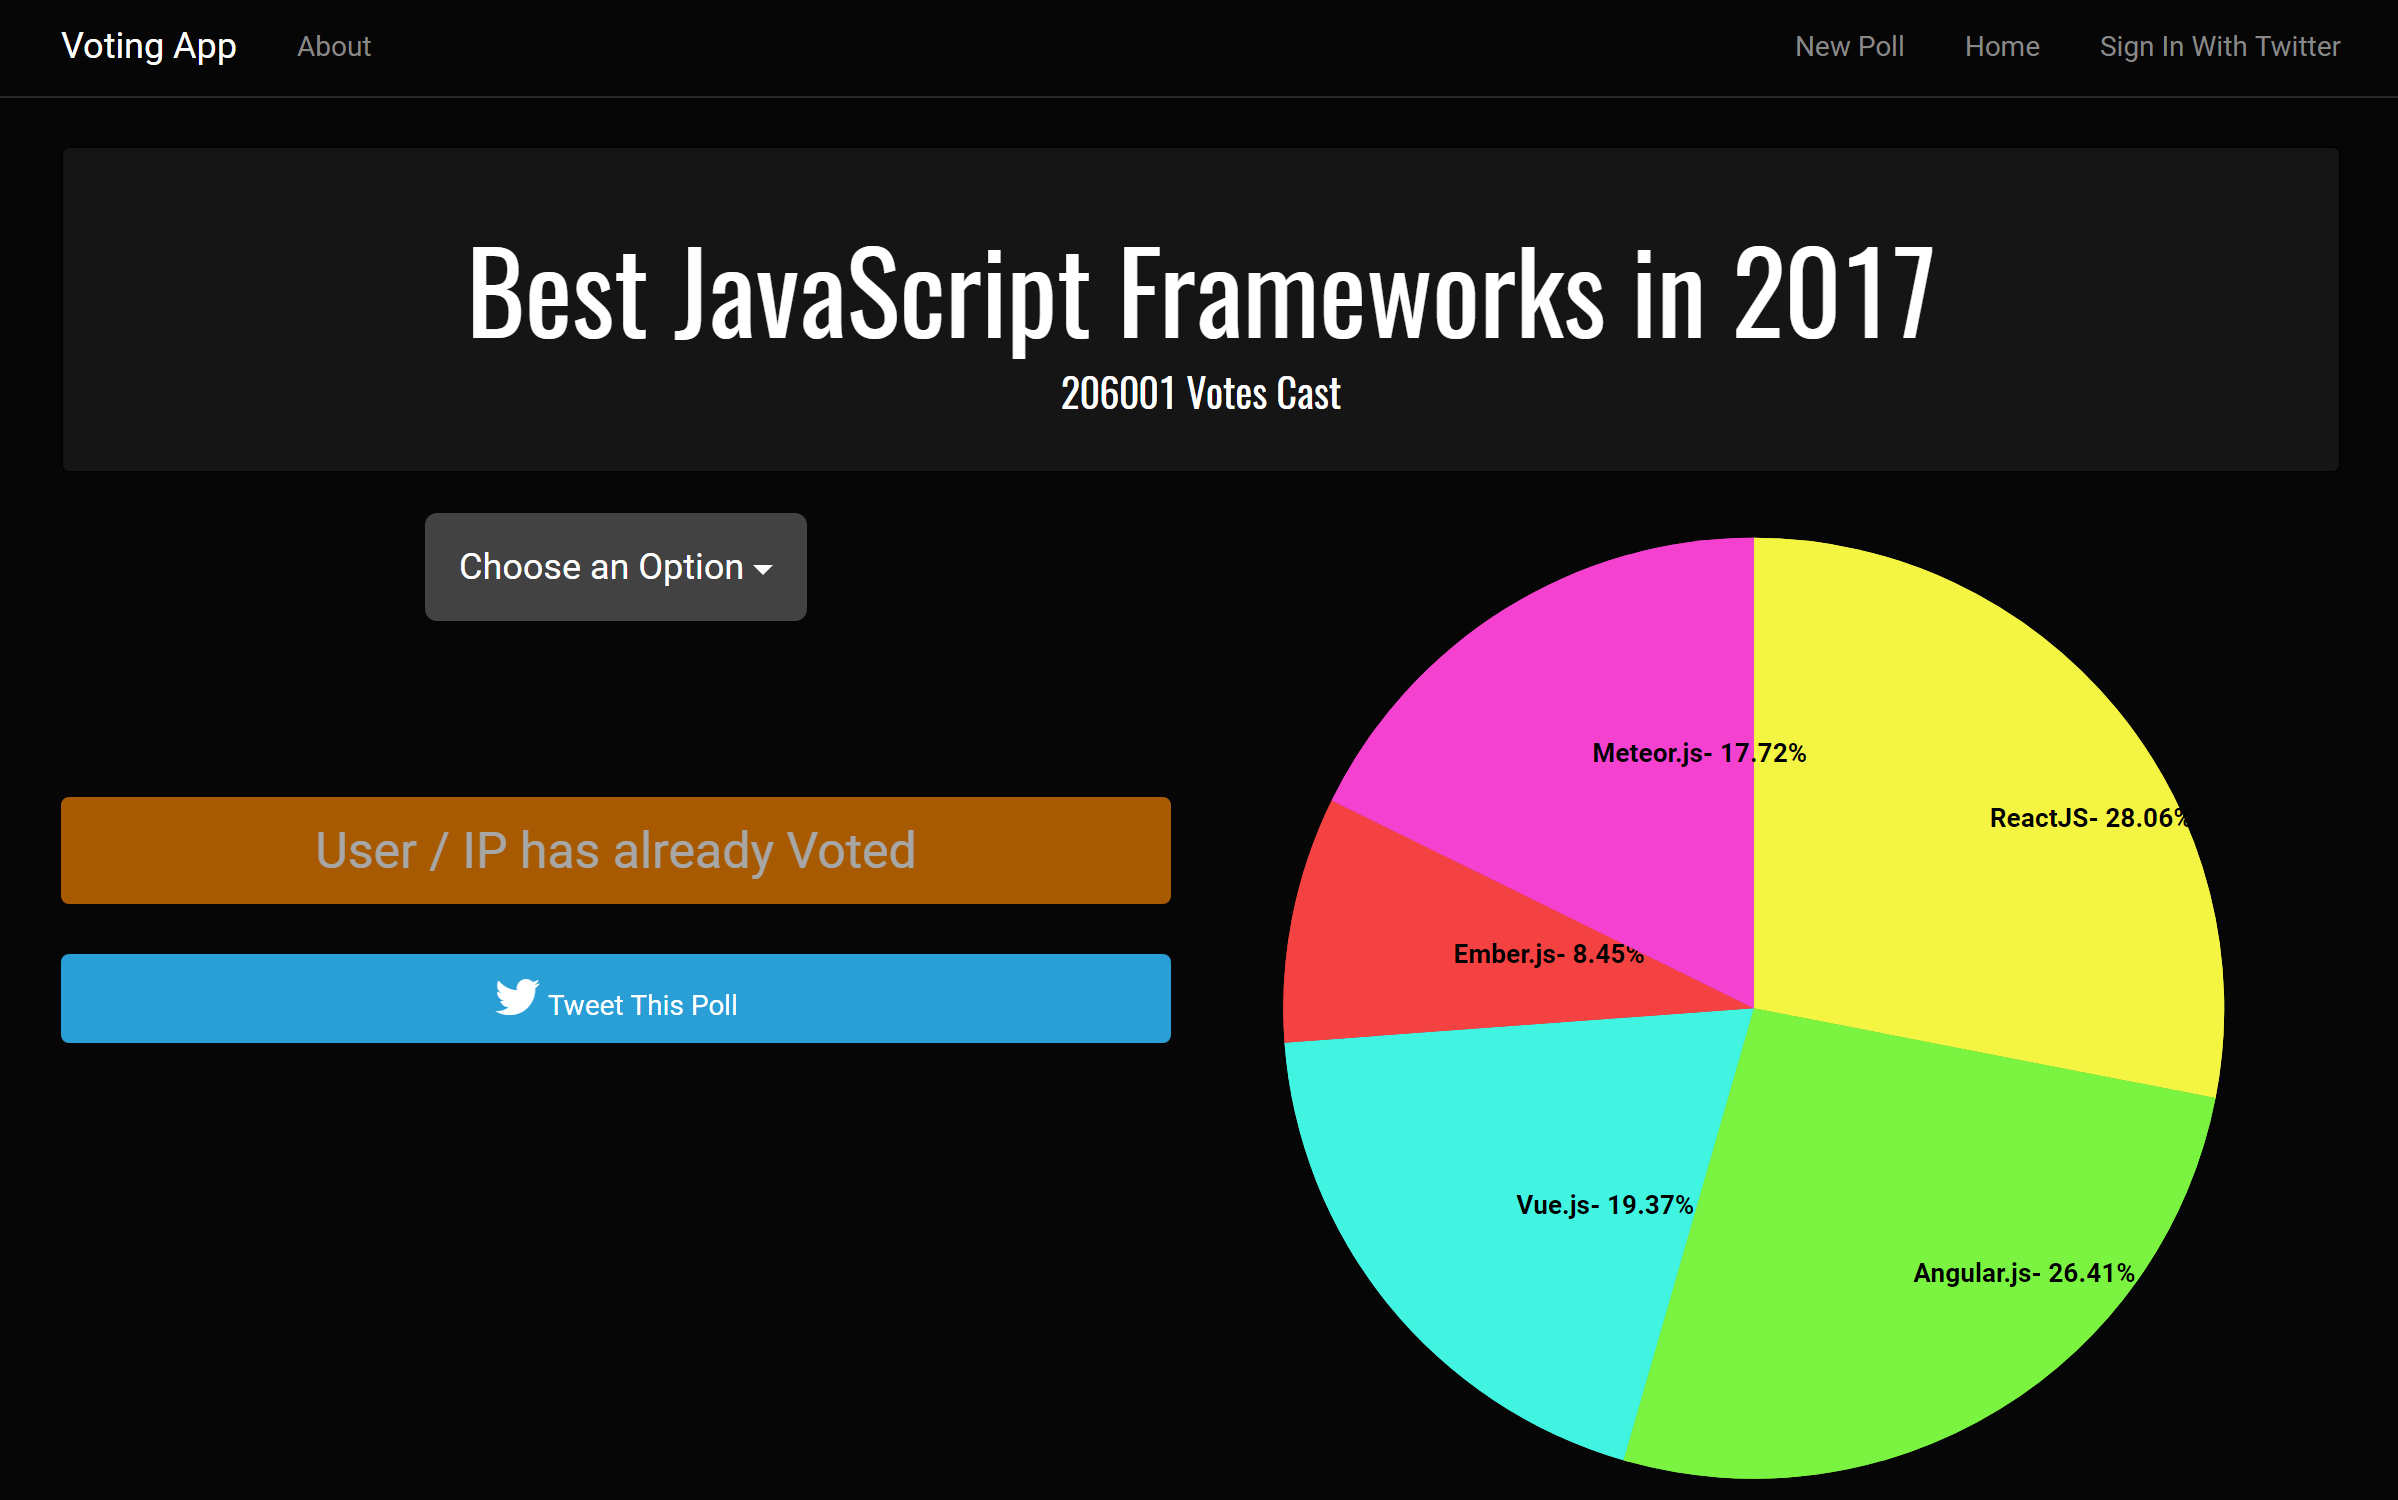 Voting App About New Poll Home Sign In With Twitter
Best JavaScript Frameworks in 2017
206001 Votes Cast
Choose an Option
User / IP has already Voted
Tweet This Poll
Meteor.js- 17.72%
ReactJS- 28.06%
Ember.js- 8.45%
Vue.js- 19.37%
Angular.js- 26.41%